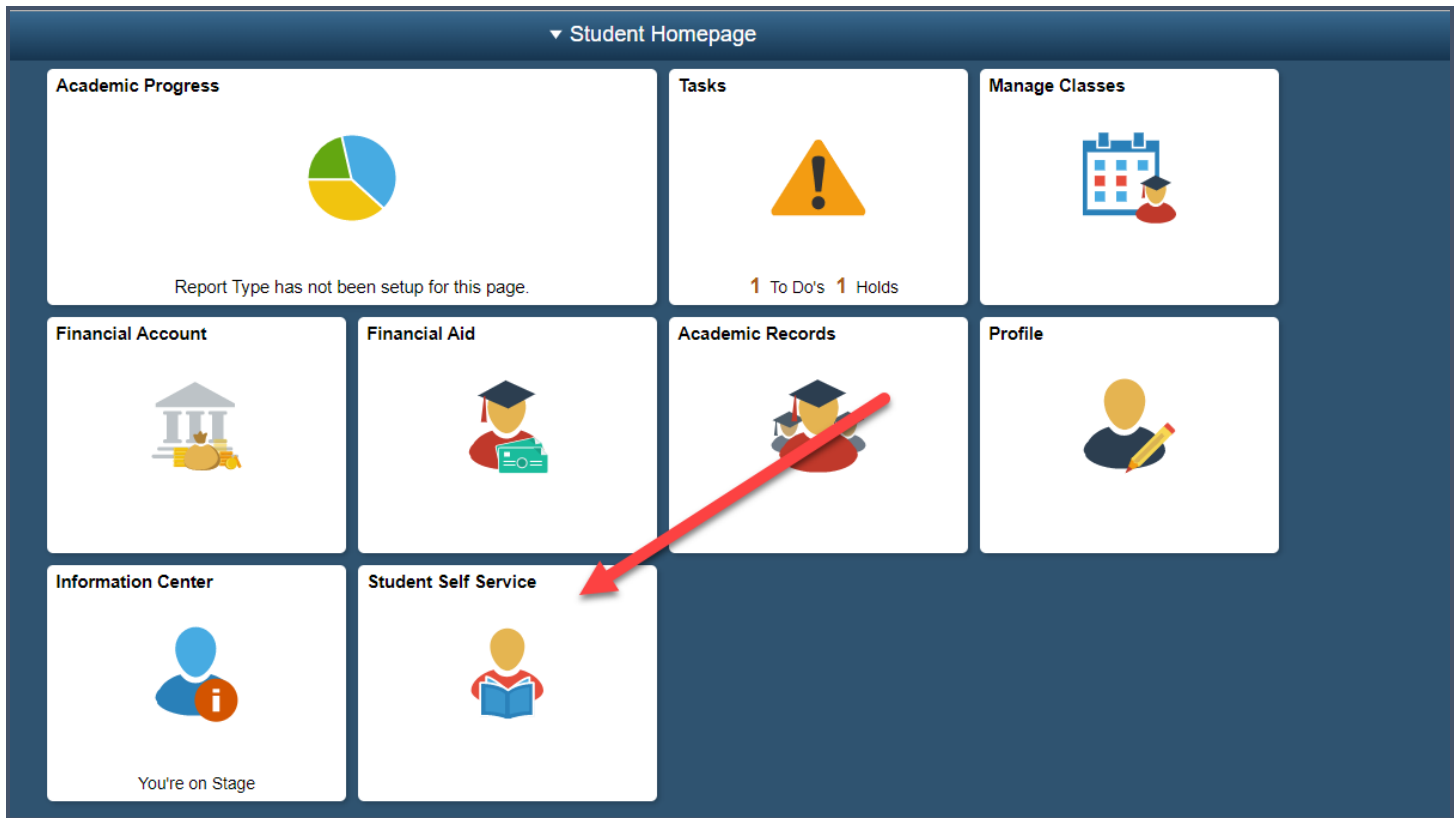 Student Homepage
Academic Progress
Report Type has not been setup for this page.
Tasks
1 To Do's 1 Holds
Manage Classes
Financial Account
Financial Aid
Academic Records
Profile
Information Center
You're on Stage
Student Self Service